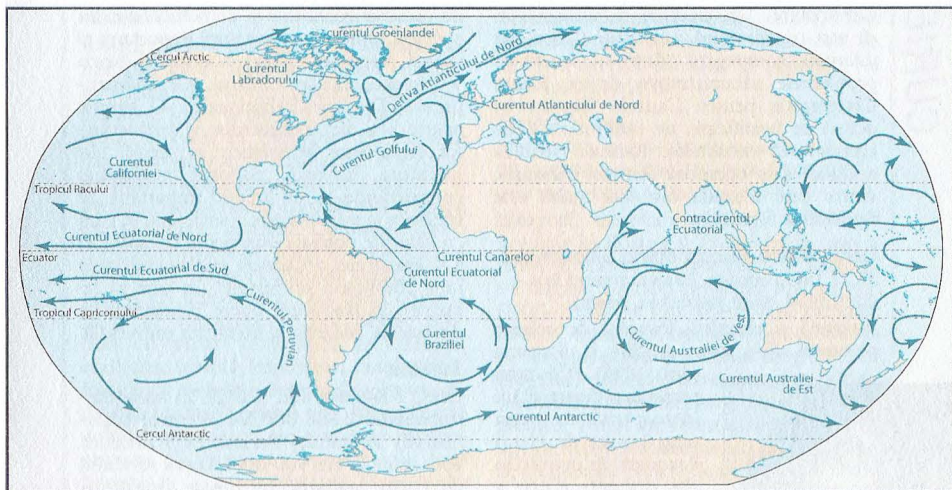 curentul Groenlandei
Cercul Arctic
Curentul
Labradorului
Deriva Atlanticului de Nord
Curentul Atlanticului de Nord
Curentul Golfului
Curentul
Californiei
Tropicul Racului
Contracurentul
Ecuatorial
Curentul Ecuatorial de Nord
Ecuator
Curentul Canarelor
Curentul Ecuatorial
de Nord
Curentul Ecuatorial de Sud
Tropicul Capricornului
Curentul Peruvian
Curentul
Braziliei
Curentul Australiei de Vest
Curentul Australiei
de Est
Curentul Antarctic
Cercul Antarctic